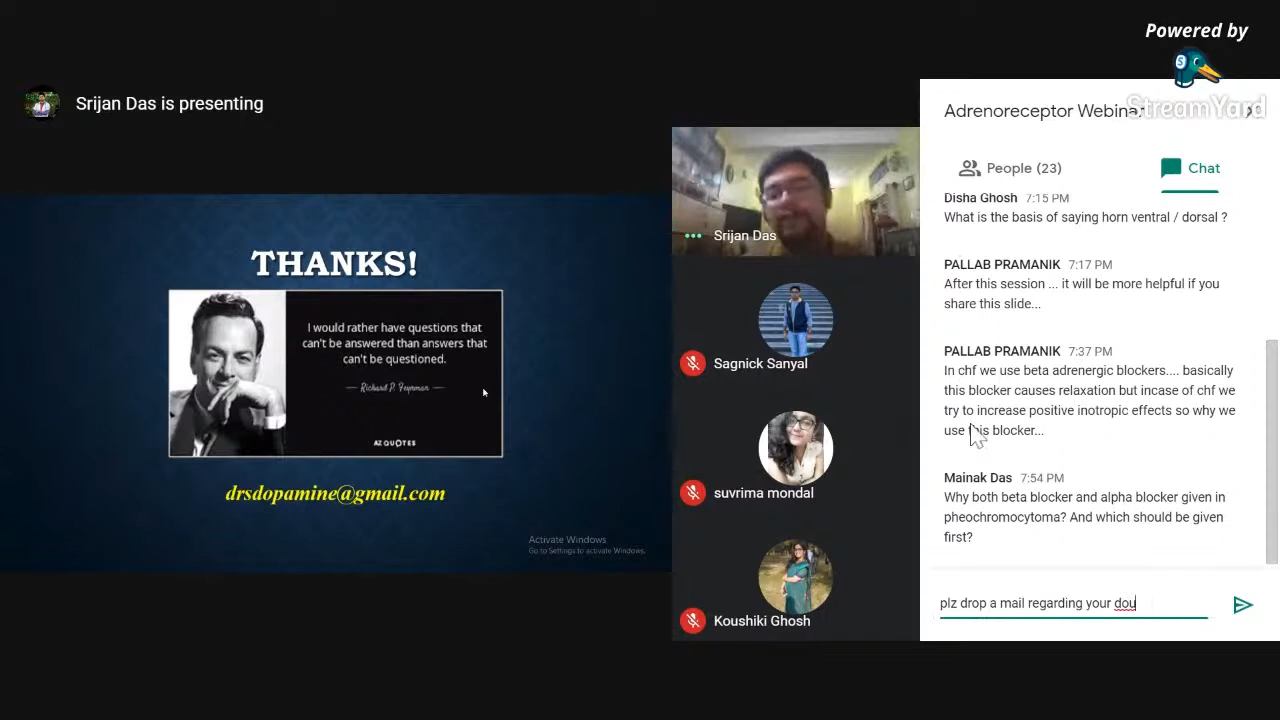 Powered by
StreamYard
Srijan Das is presenting
THANKS!
I would rather have questions that
can't be answered than answers that
can't be questioned.
Richard P. Feynman
AZ QUOTES
drsdopamine@gmail.com
Activate Windows
Go to Settings to activate Windows.
Srijan Das
Sagnick Sanyal
suvrima mondal
Koushiki Ghosh
Adrenoreceptor Webinar
People (23)
Chat
Disha Ghosh 7:15 PM
What is the basis of saying horn ventral / dorsal ?
PALLAB PRAMANIK 7:17 PM
After this session ... it will be more helpful if you
share this slide...
PALLAB PRAMANIK 7:37 PM
In chf we use beta adrenergic blockers.... basically
this blocker causes relaxation but incase of chf we
try to increase positive inotropic effects so why we
use this blocker...
Mainak Das 7:54 PM
Why both beta blocker and alpha blocker given in
pheochromocytoma? And which should be given
first?
plz drop a mail regarding your dou